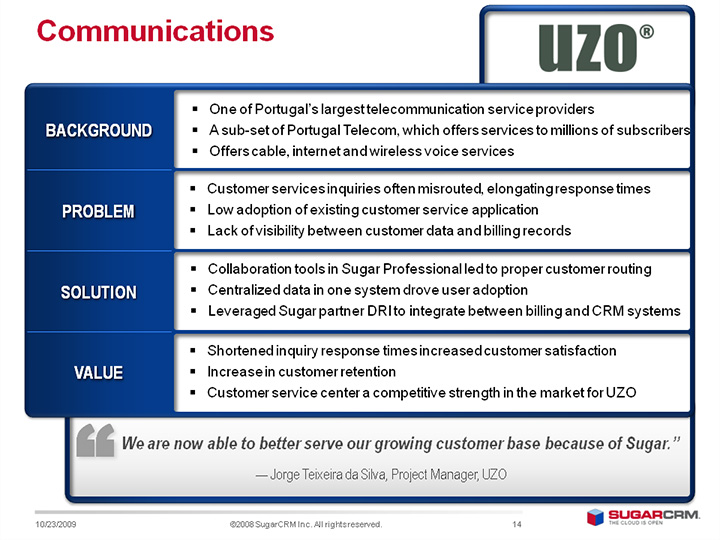 Communications
uzo®
BACKGROUND
▪ One of Portugal's largest telecommunication service providers
▪ A sub-set of Portugal Telecom, which offers services to millions of subscribers
▪ Offers cable, internet and wireless voice services
PROBLEM
▪ Customer services inquiries often misrouted, elongating response times
▪ Low adoption of existing customer service application
▪ Lack of visibility between customer data and billing records
SOLUTION
▪ Collaboration tools in Sugar Professional led to proper customer routing
▪ Centralized data in one system drove user adoption
▪ Leveraged Sugar partner DRI to integrate between billing and CRM systems
VALUE
▪ Shortened inquiry response times increased customer satisfaction
▪ Increase in customer retention
▪ Customer service center a competitive strength in the market for UZO
“ We are now able to better serve our growing customer base because of Sugar.”
— Jorge Teixeira da Silva, Project Manager, UZO
10/23/2009
©2008 SugarCRM Inc. All rights reserved.
14
SUGARCRM.
THE CLOUD IS OPEN